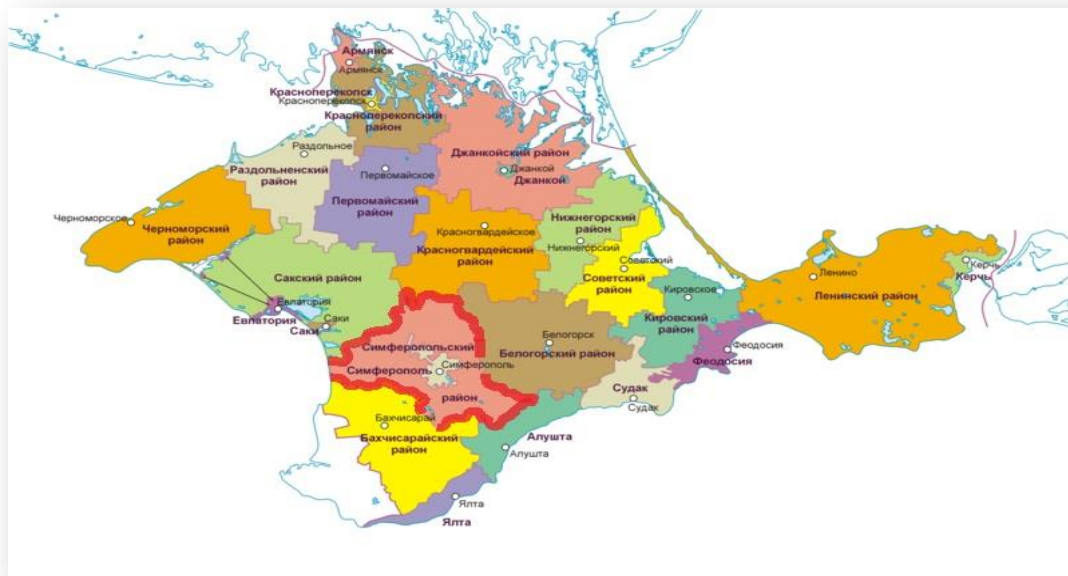 Армянск
Армянск
Красноперекопск
Красноперекопск
Красноперекопский
район
Раздольное
Раздольненский
район
Первомайское
Первомайский
район
Джанкойский район
Джанкой
Джанкой
Черноморское
Черноморский
район
Красногвардейское
Красногвардейский
район
Нижнегорский
район
Нижнегорский
Советский
Советский
район
Сакский район
Евпатория
Евпатория
Саки
Саки
Кировское
Кировский
район
Ленино
Ленинский район
Керчь
Керчь
Белогорск
Белогорский район
Феодосия
Феодосия
Симферопольский
Симферополь
Симферополь
район
Судак
Судак
Бахчисарай
Бахчисарайский
район
Алушта
Алушта
Ялта
Ялта